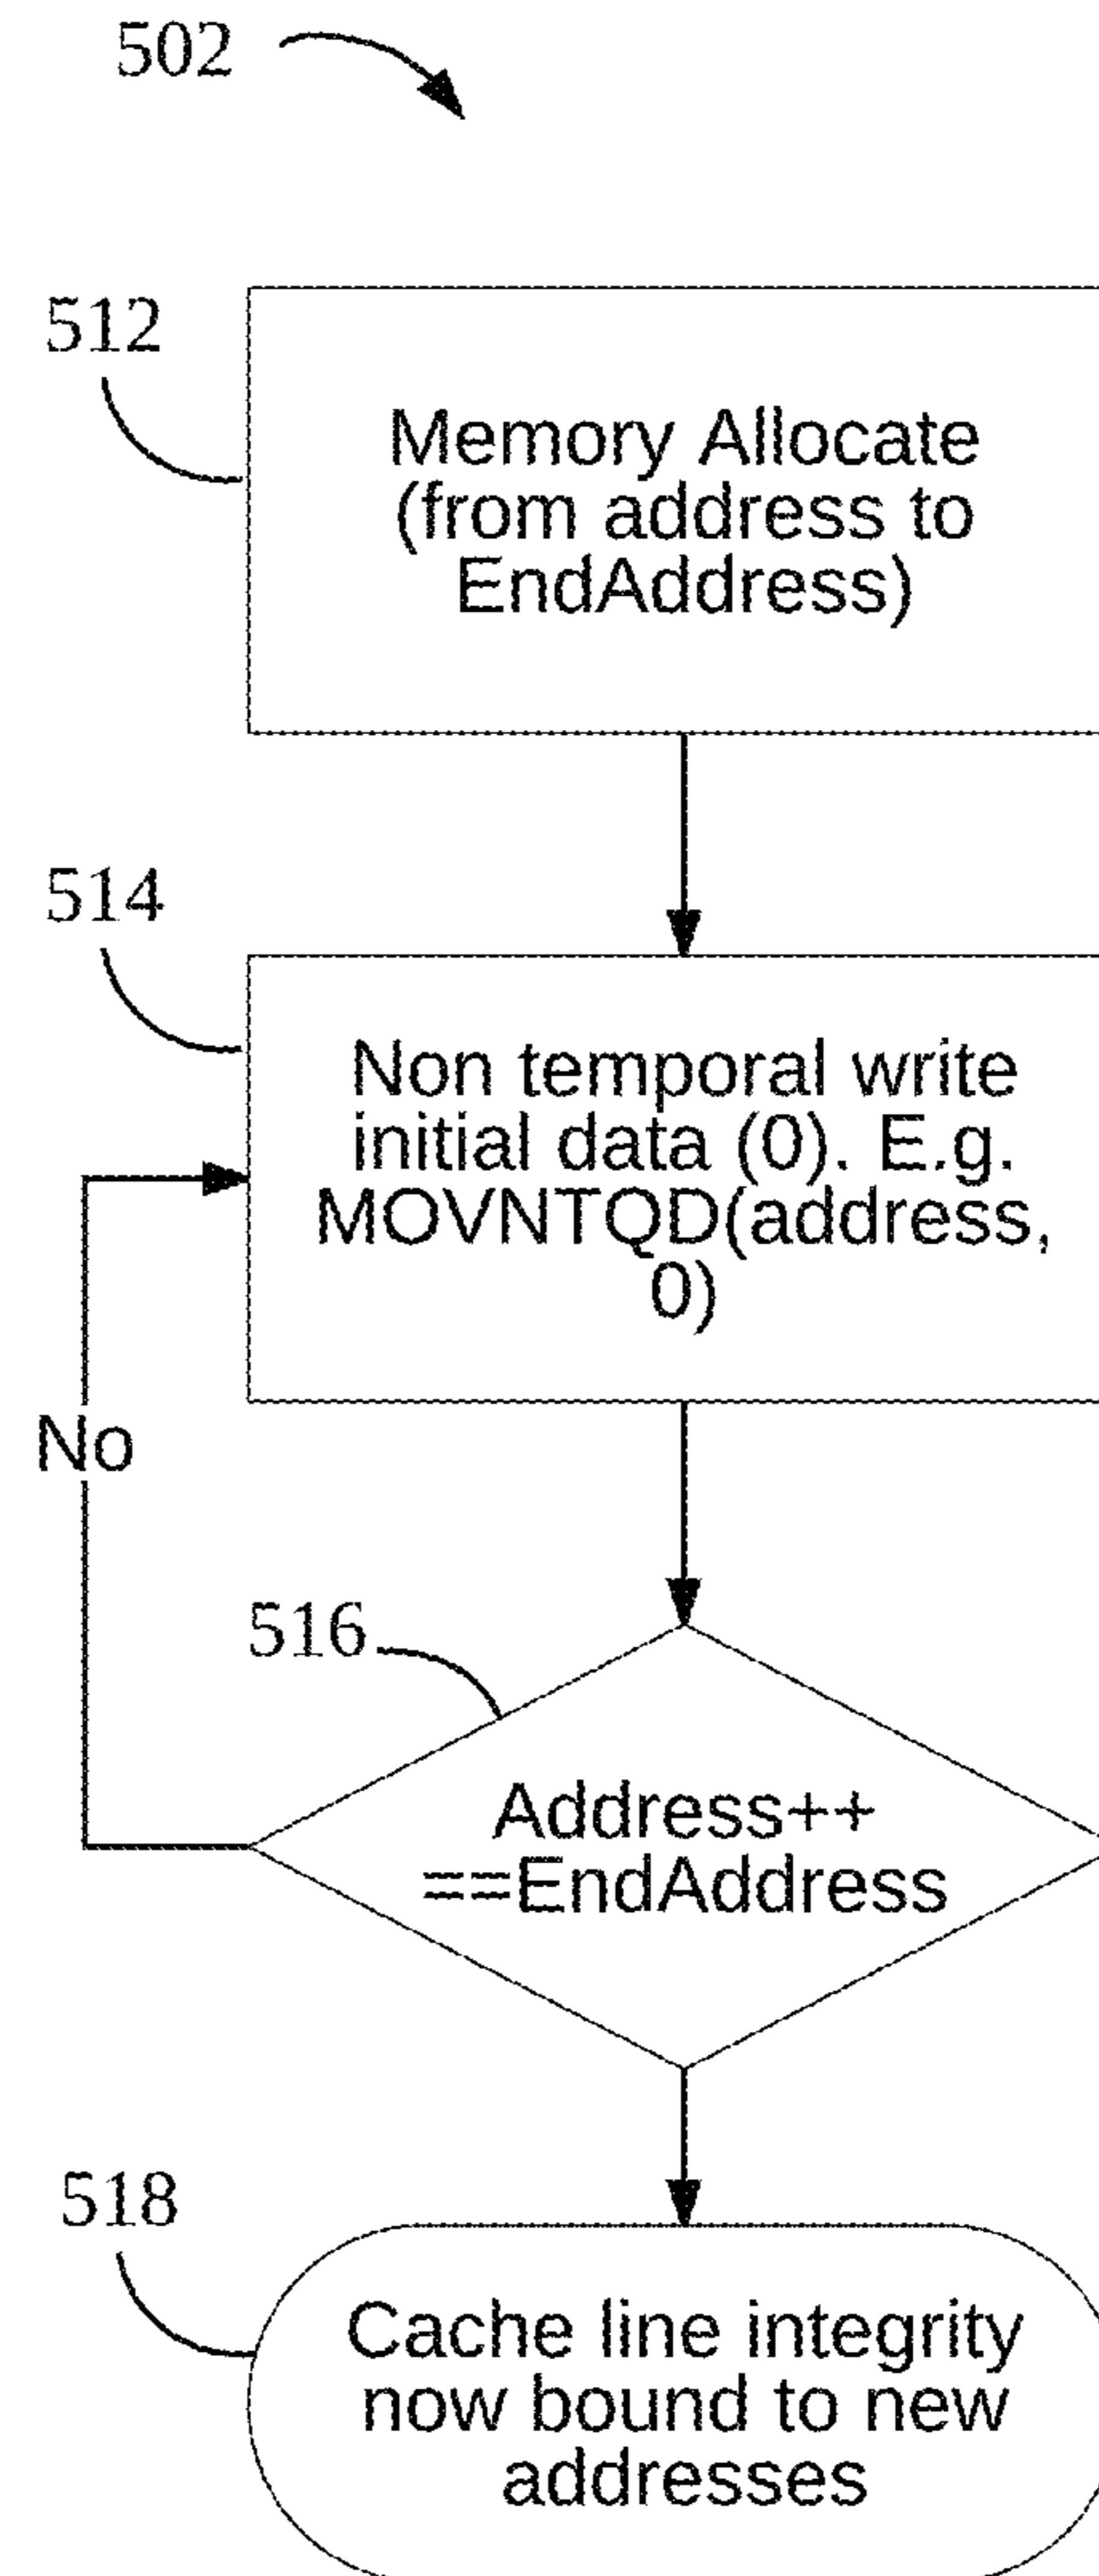 502
512
Memory Allocate
(from address to
EndAddress)
514
Non temporal write
initial data (0). E.g.
MOVNTQD(address,
0)
No
516
Address++
==EndAddress
518
Cache line integrity
now bound to new
addresses